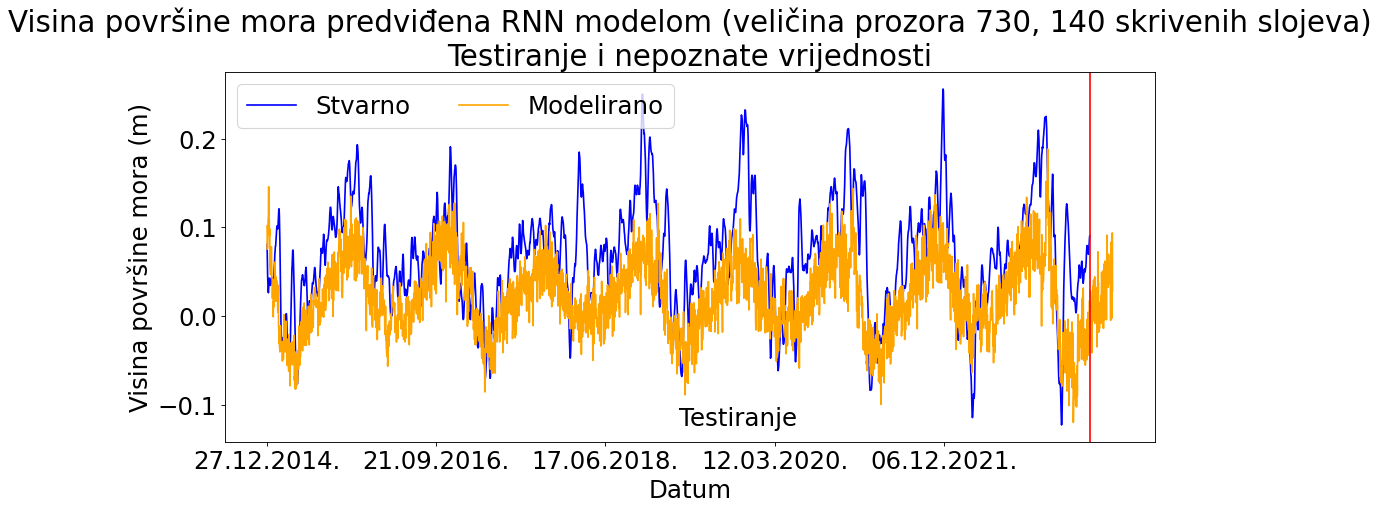 Visina površine mora predviđena RNN modelom (veličina prozora 730, 140 skrivenih slojeva)
Testiranje i nepoznate vrijednosti
Stvarno
Modelirano
Visina površine mora (m)
0.2
0.1
0.0
−0.1
Testiranje
27.12.2014.
21.09.2016.
17.06.2018.
12.03.2020.
06.12.2021.
Datum